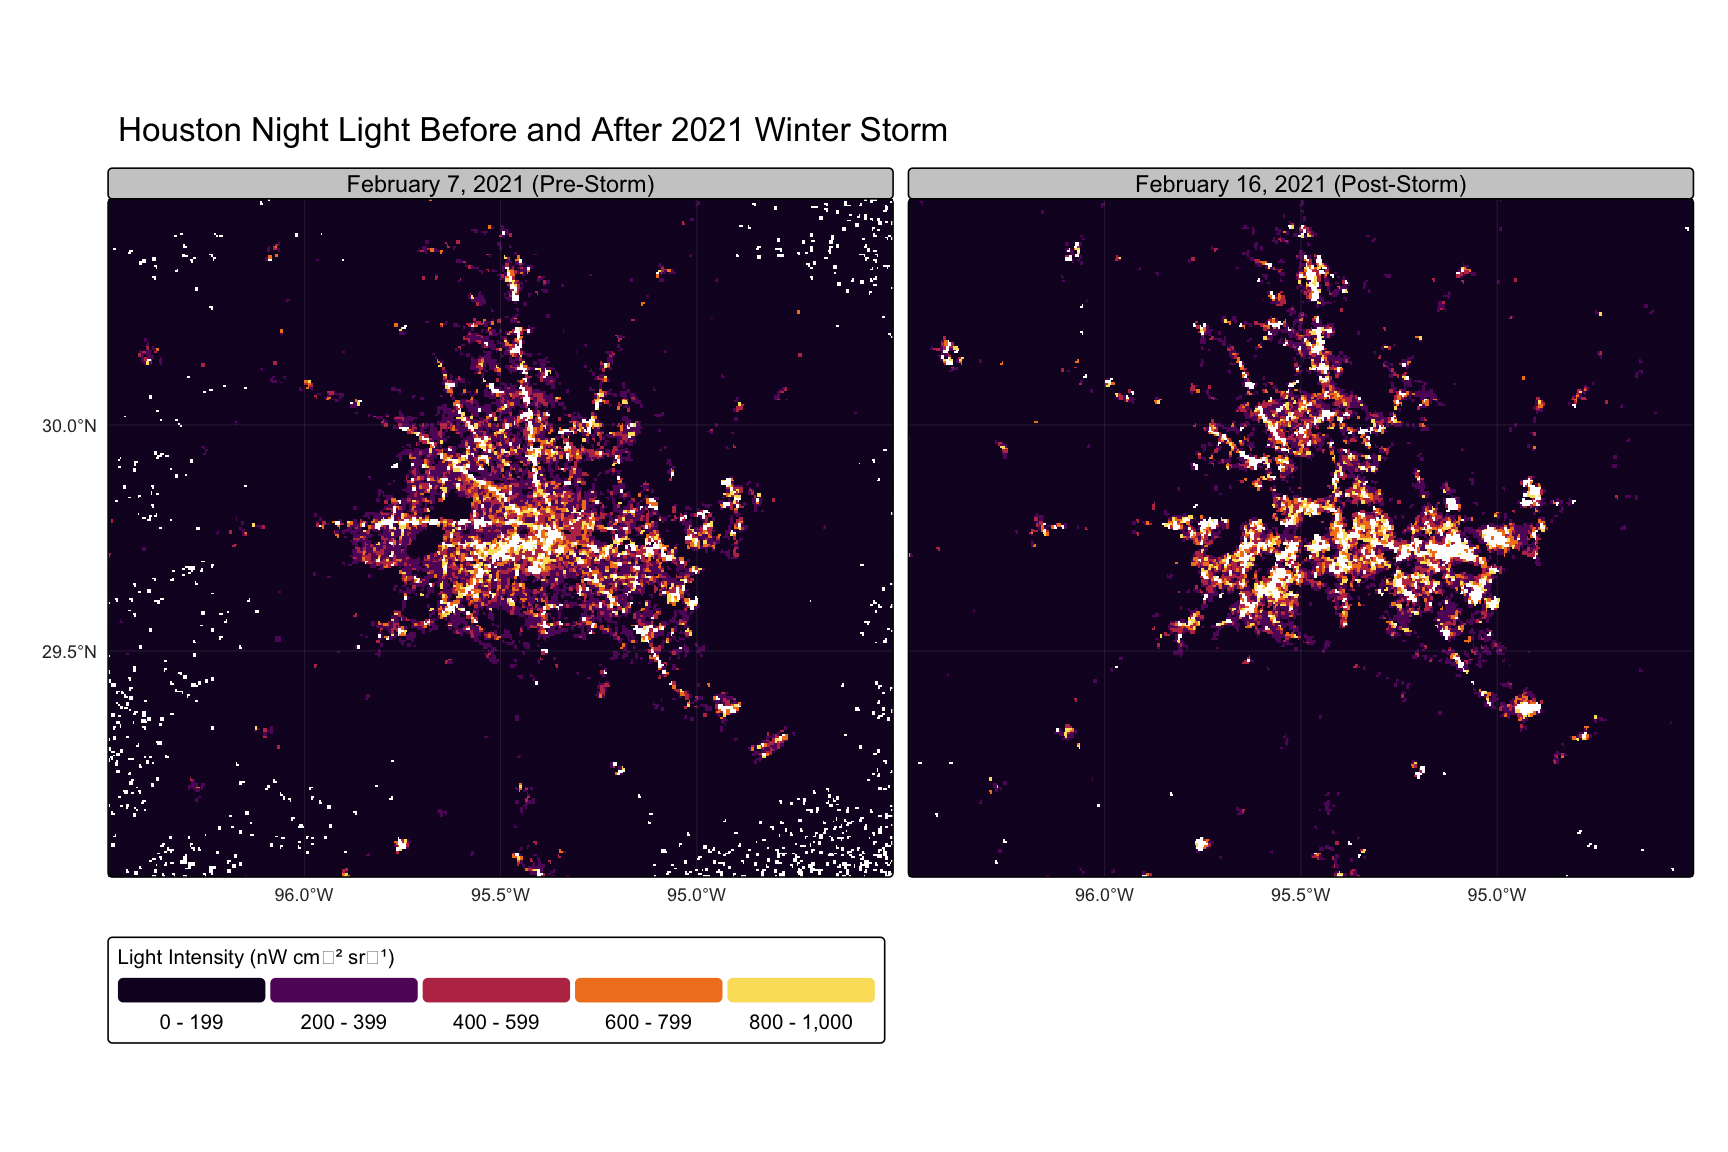 Houston Night Light Before and After 2021 Winter Storm
February 7, 2021 (Pre-Storm)
February 16, 2021 (Post-Storm)
30.0°N
29.5°N
96.0°W 95.5°W 95.0°W
96.0°W 95.5°W 95.0°W
Light Intensity (nW cm□² sr□¹)
0 - 199 200 - 399 400 - 599 600 - 799 800 - 1,000